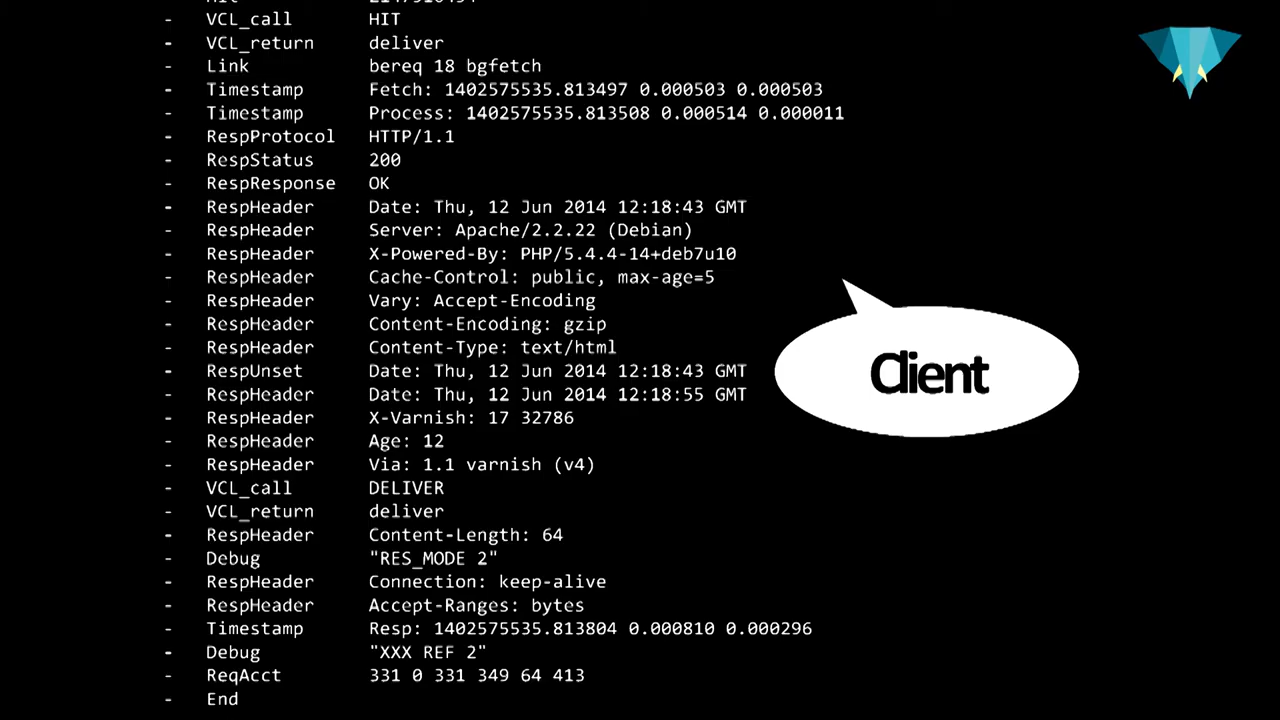 - VCL_call HIT
- VCL_return deliver
- Link bereq 18 bgfetch
- Timestamp Fetch: 1402575535.813497 0.000503 0.000503
- Timestamp Process: 1402575535.813508 0.000514 0.000011
- RespProtocol HTTP/1.1
- RespStatus 200
- RespResponse OK
- RespHeader Date: Thu, 12 Jun 2014 12:18:43 GMT
- RespHeader Server: Apache/2.2.22 (Debian)
- RespHeader X-Powered-By: PHP/5.4.4-14+deb7u10
- RespHeader Cache-Control: public, max-age=5
- RespHeader Vary: Accept-Encoding
- RespHeader Content-Encoding: gzip
- RespHeader Content-Type: text/html
- RespUnset Date: Thu, 12 Jun 2014 12:18:43 GMT
- RespHeader Date: Thu, 12 Jun 2014 12:18:55 GMT
- RespHeader X-Varnish: 17 32786
- RespHeader Age: 12
- RespHeader Via: 1.1 varnish (v4)
- VCL_call DELIVER
- VCL_return deliver
- RespHeader Content-Length: 64
- Debug "RES_MODE 2"
- RespHeader Connection: keep-alive
- RespHeader Accept-Ranges: bytes
- Timestamp Resp: 1402575535.813804 0.000810 0.000296
- Debug "XXX REF 2"
- ReqAcct 331 0 331 349 64 413
- End
Client